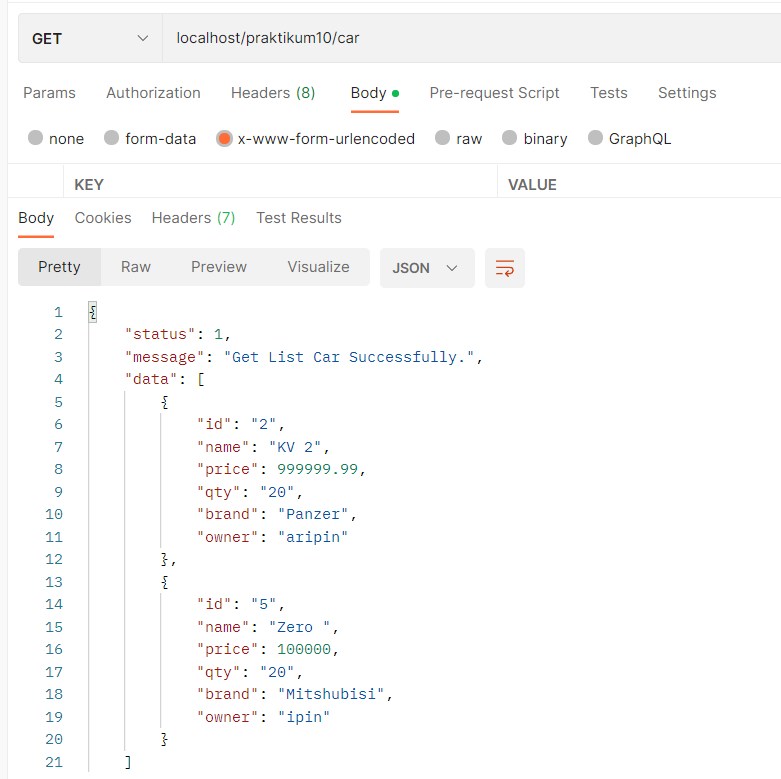 GET localhost/praktikum10/car
Params Authorization Headers (8) Body Pre-request Script Tests Settings
none form-data x-www-form-urlencoded raw binary GraphQL
KEY VALUE
Body Cookies Headers (7) Test Results
Pretty Raw Preview Visualize JSON
1 {
2 "status": 1,
3 "message": "Get List Car Successfully.",
4 "data": [
5 {
6 "id": "2",
7 "name": "KV 2",
8 "price": 999999.99,
9 "qty": "20",
10 "brand": "Panzer",
11 "owner": "aripin"
12 },
13 {
14 "id": "5",
15 "name": "Zero ",
16 "price": 100000,
17 "qty": "20",
18 "brand": "Mitshubisi",
19 "owner": "ipin"
20 }
21 ]